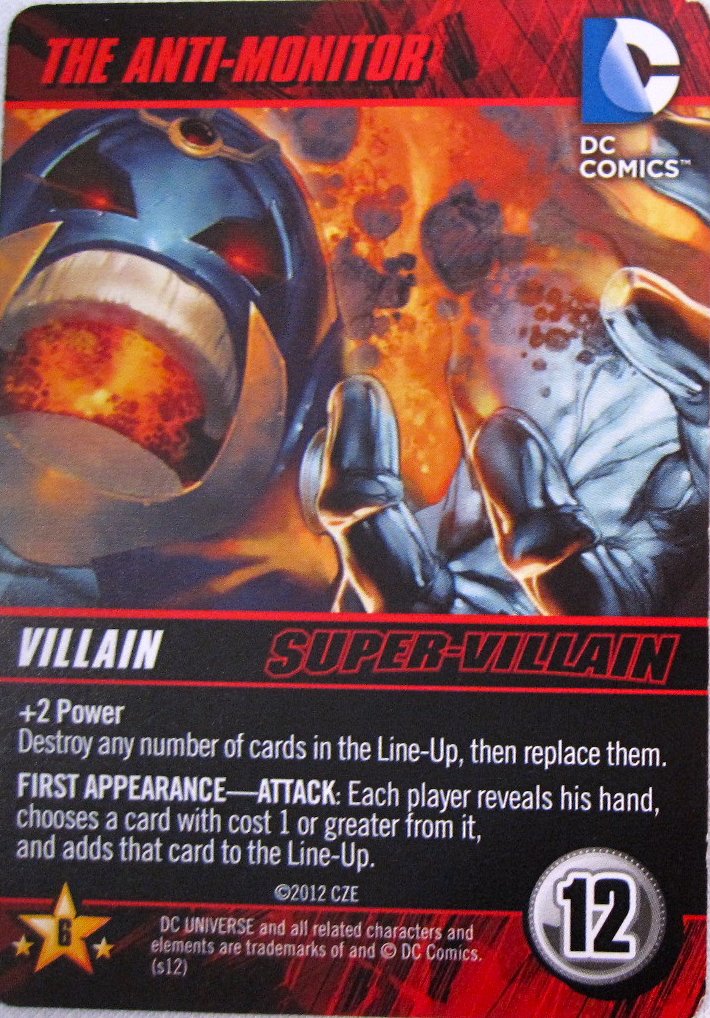 THE ANTI-MONITOR
DC
COMICS™
VILLAIN
SUPER-VILLAIN
+2 Power
Destroy any number of cards in the Line-Up, then replace them.
FIRST APPEARANCE—ATTACK: Each player reveals his hand,
chooses a card with cost 1 or greater from it,
and adds that card to the Line-Up.
©2012 CZE
6
DC UNIVERSE and all related characters and
elements are trademarks of and © DC Comics.
(s12)
12